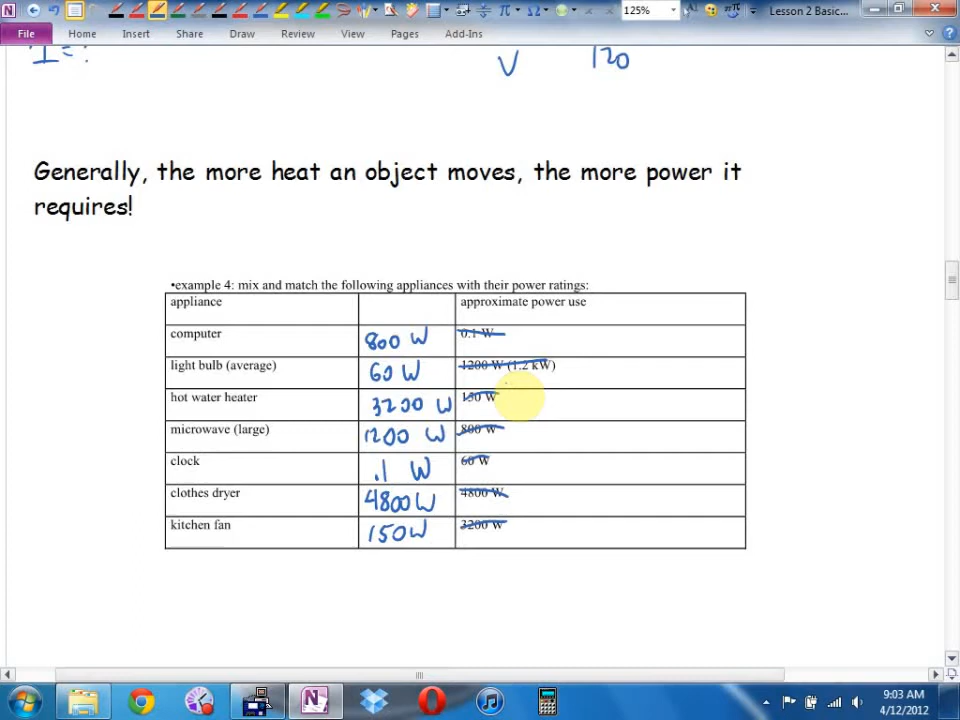 125%
Lesson 2 Basic...
File Home Insert Share Draw Review View Pages Add-Ins
I = ?
V 120
Generally, the more heat an object moves, the more power it
requires!
•example 4: mix and match the following appliances with their power ratings:
appliance approximate power use
computer 800 W 0.1 W
light bulb (average) 60 W 1200 W (1.2 kW)
hot water heater 3200 W 150 W
microwave (large) 1200 W 800 W
clock .1 W 60 W
clothes dryer 4800 W 4800 W
kitchen fan 150 W 3200 W
9:03 AM
4/12/2012